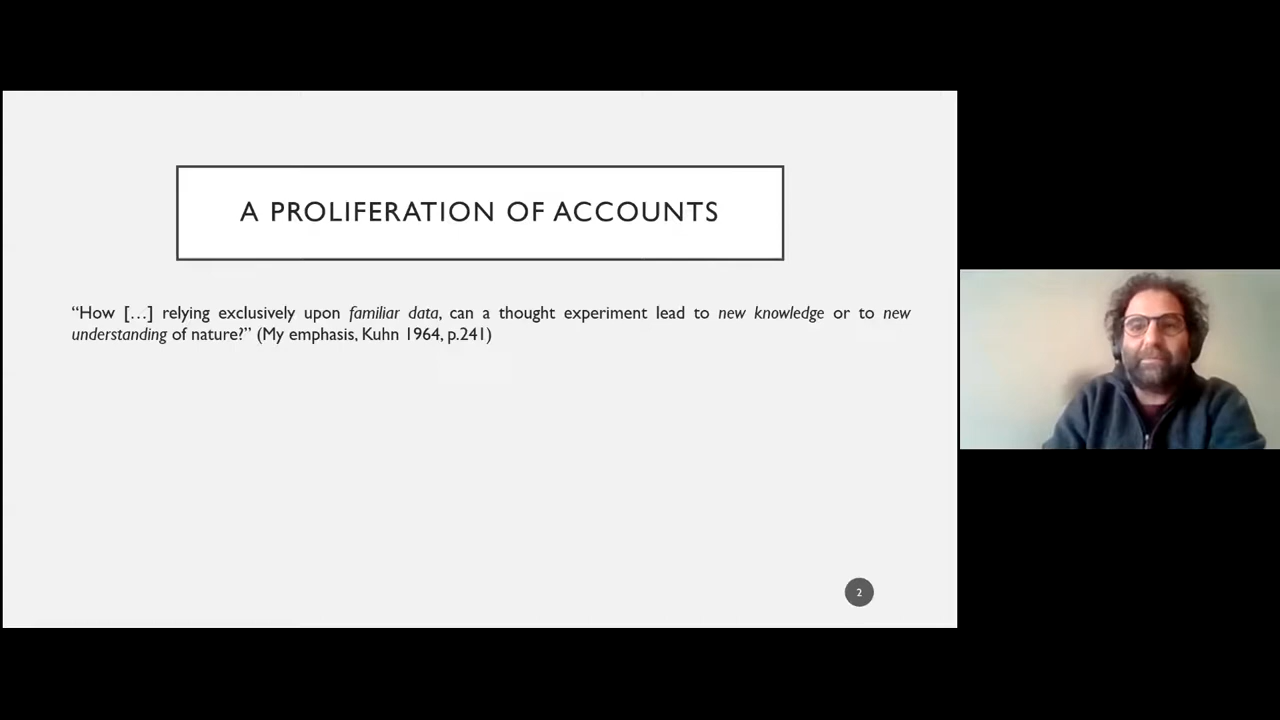 A PROLIFERATION OF ACCOUNTS
“How […] relying exclusively upon familiar data, can a thought experiment lead to new knowledge or to new
understanding of nature?” (My emphasis, Kuhn 1964, p.241)
2